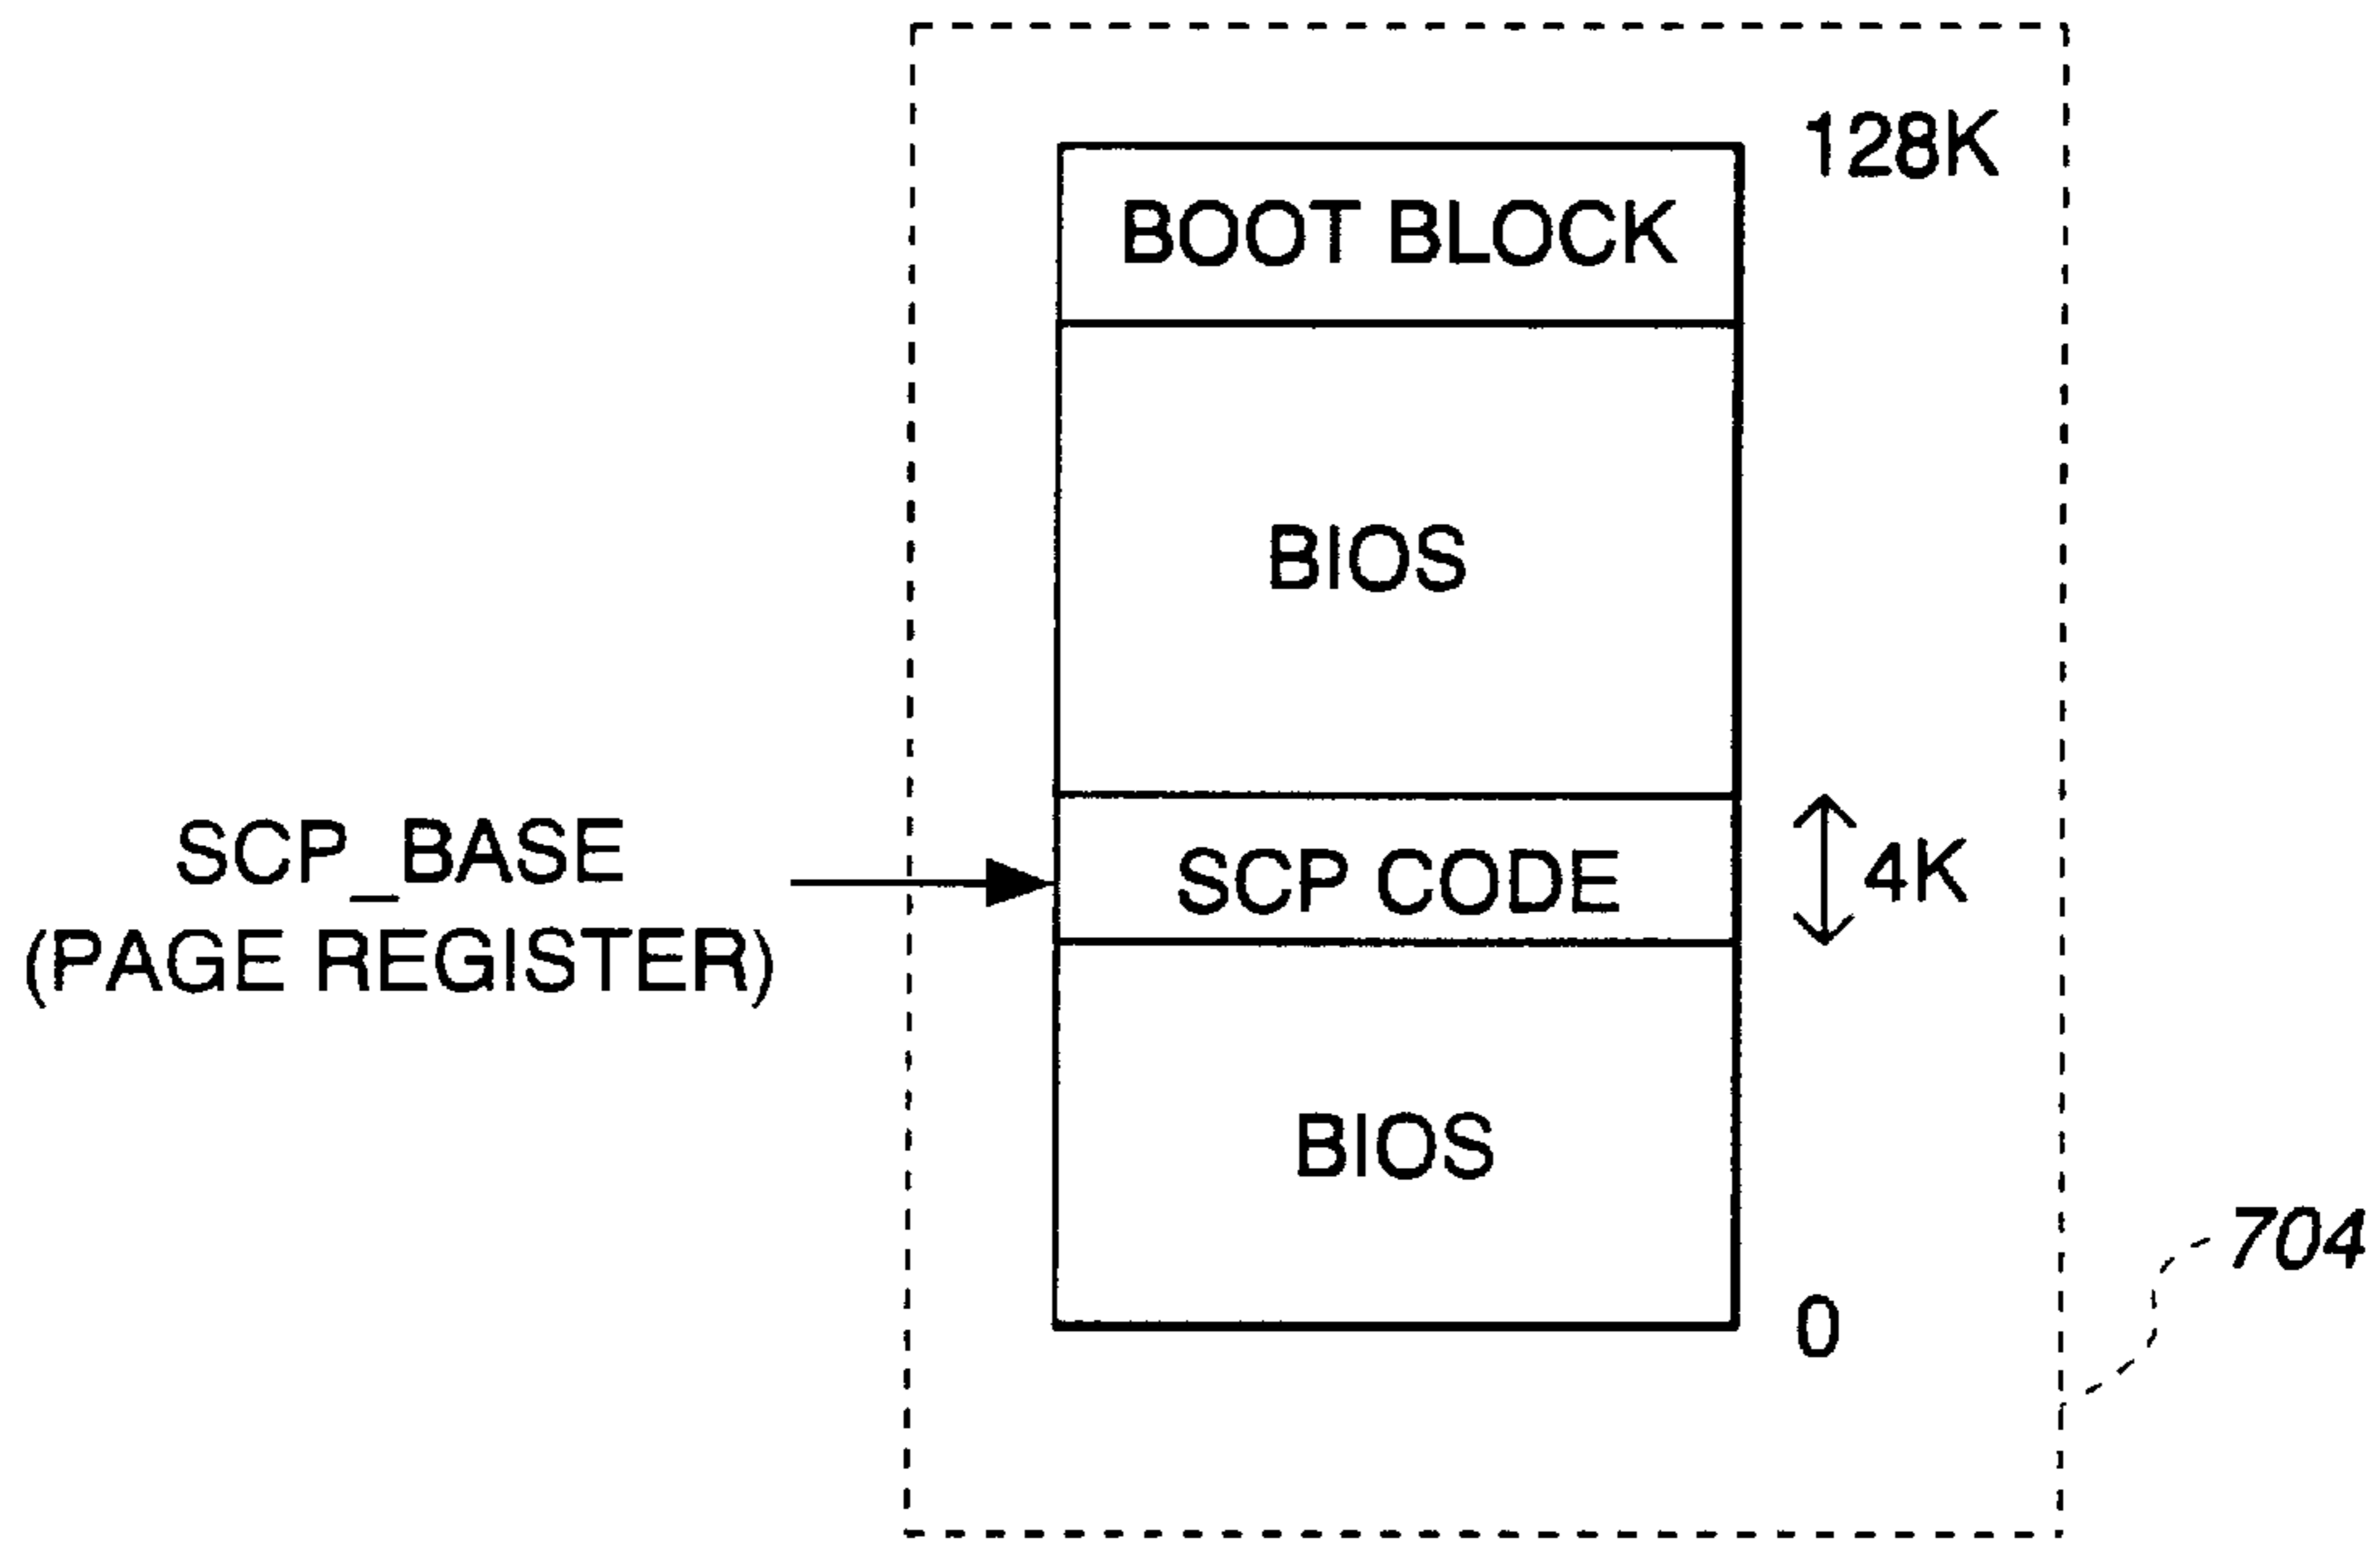 128K
BOOT BLOCK
BIOS
SCP_BASE
(PAGE REGISTER)
SCP CODE
4K
BIOS
704
0